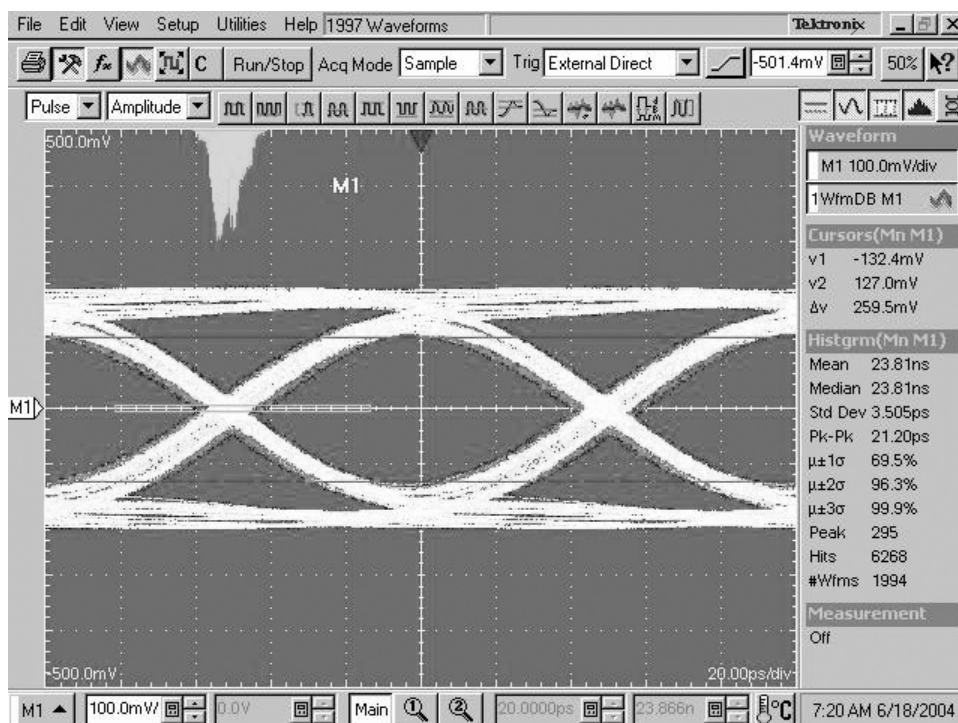 File Edit View Setup Utilities Help 1997 Waveforms Tektronix
C Run/Stop Acq Mode Sample Trig External Direct -501.4mV 50%
Pulse Amplitude
500.0mV
M1
M1
-500.0mV
20.00ps/div
Waveform
M1 100.0mV/div
1WfmDB M1
Cursors(Mn M1)
v1 -132.4mV
v2 127.0mV
Δv 259.5mV
Histgrm(Mn M1)
Mean 23.81ns
Median 23.81ns
Std Dev 3.505ps
Pk-Pk 21.20ps
µ±1σ 69.5%
µ±2σ 96.3%
µ±3σ 99.9%
Peak 295
Hits 6268
#Wfms 1994
Measurement
Off
M1 100.0mV/ 0.0V Main 1 2 20.0000ps 23.866n °C 7:20 AM 6/18/2004